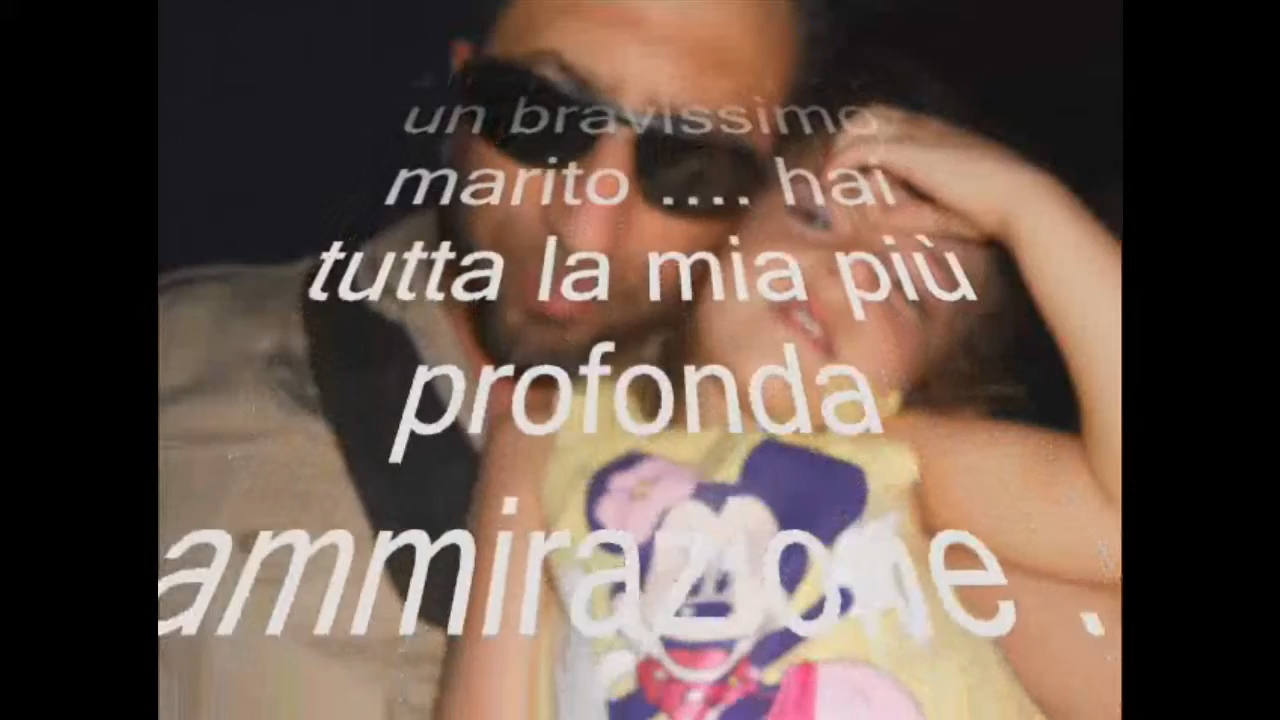 un bravissimo
marito .... hai
tutta la mia più
profonda
ammirazione .